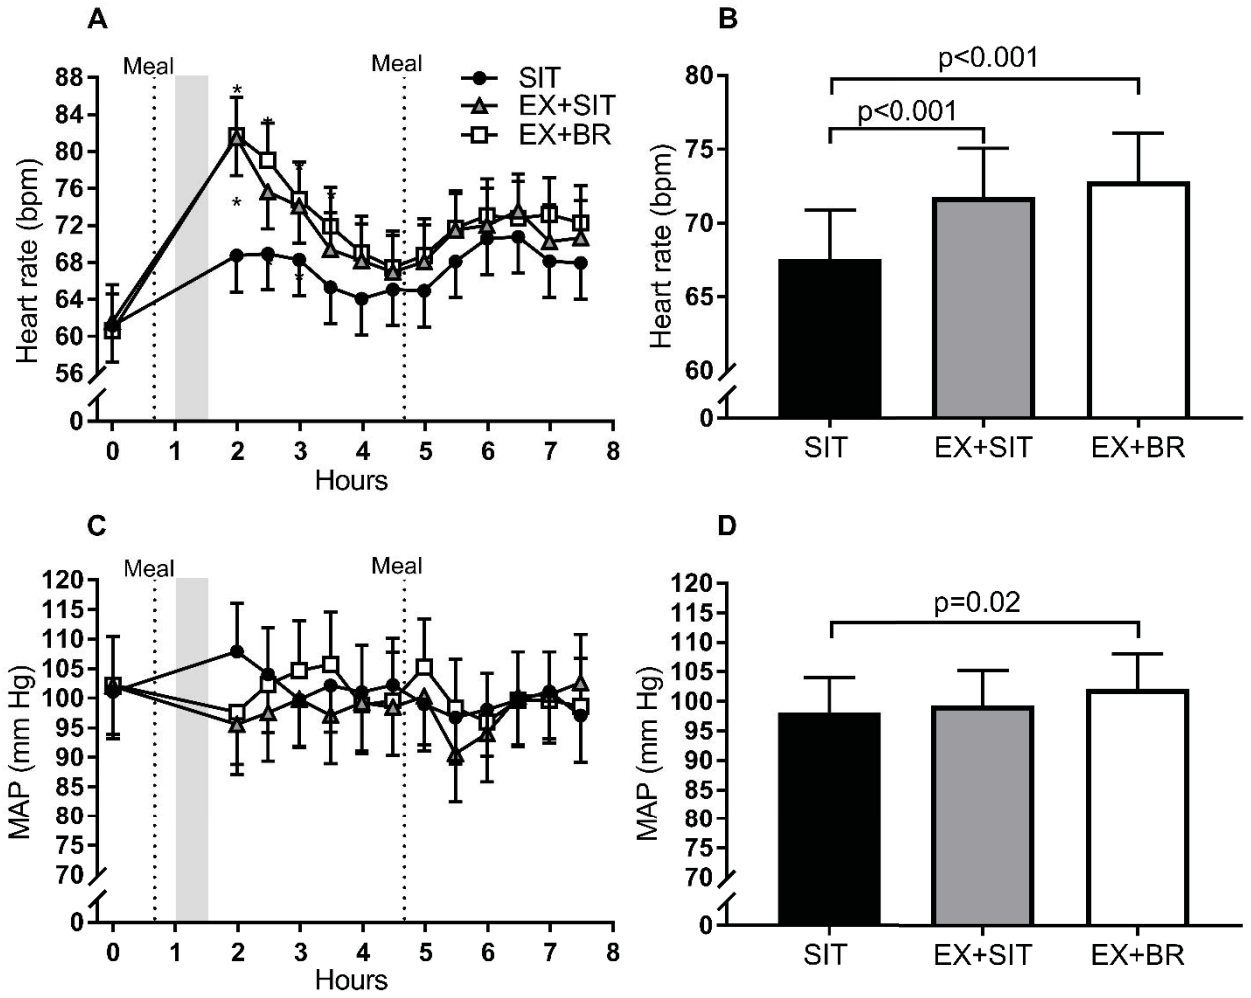 A
Meal
Meal
SIT
EX+SIT
EX+BR
Heart rate (bpm)
88
84
80
76
72
68
64
60
56
0
*
*
*
*
*
*
0 1 2 3 4 5 6 7 8
Hours
B
p<0.001
p<0.001
Heart rate (bpm)
80
75
70
65
60
0
SIT EX+SIT EX+BR
C
Meal
Meal
MAP (mm Hg)
120
115
110
105
100
95
90
85
80
75
70
0
0 1 2 3 4 5 6 7 8
Hours
D
p=0.02
MAP (mm Hg)
120
115
110
105
100
95
90
85
80
75
70
0
SIT EX+SIT EX+BR